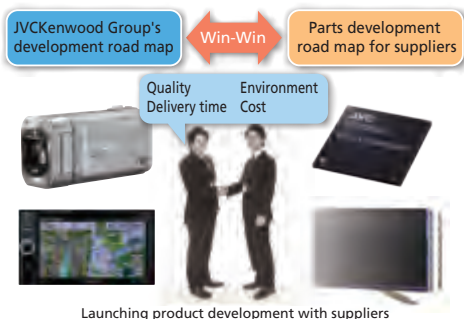 JVCKenwood Group's
development road map
Win-Win
Parts development
road map for suppliers
Quality Environment
Delivery time Cost
JVC
Launching product development with suppliers